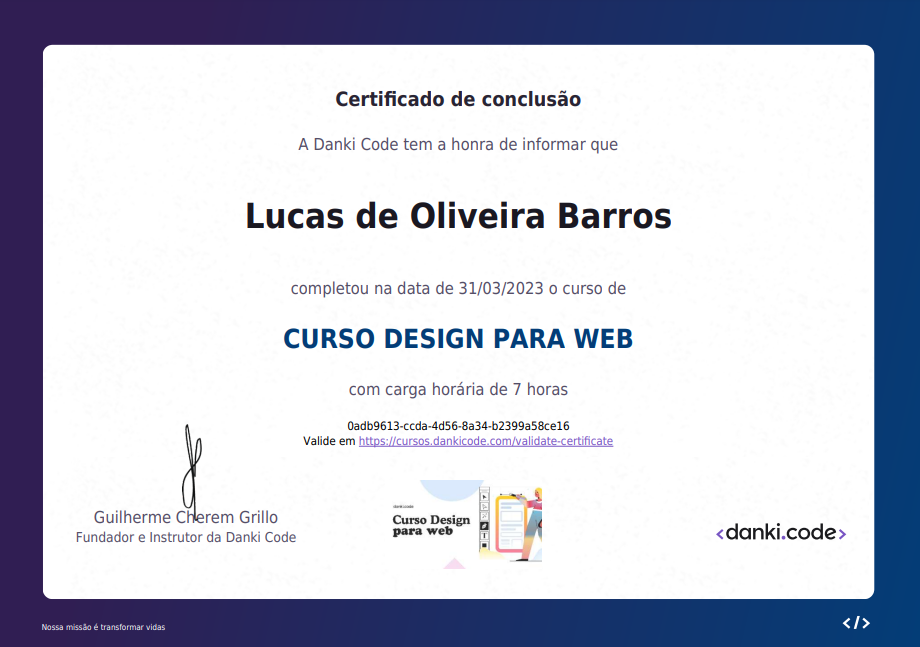 Certificado de conclusão
A Danki Code tem a honra de informar que
Lucas de Oliveira Barros
completou na data de 31/03/2023 o curso de
CURSO DESIGN PARA WEB
com carga horária de 7 horas
0adb9613-ccda-4d56-8a34-b2399a58ce16
Valide em https://cursos.dankicode.com/validate-certificate
Guilherme Cherem Grillo
Fundador e Instrutor da Danki Code
danki.code
Curso Design
para web
T
<danki.code>
Nossa missão é transformar vidas
</>